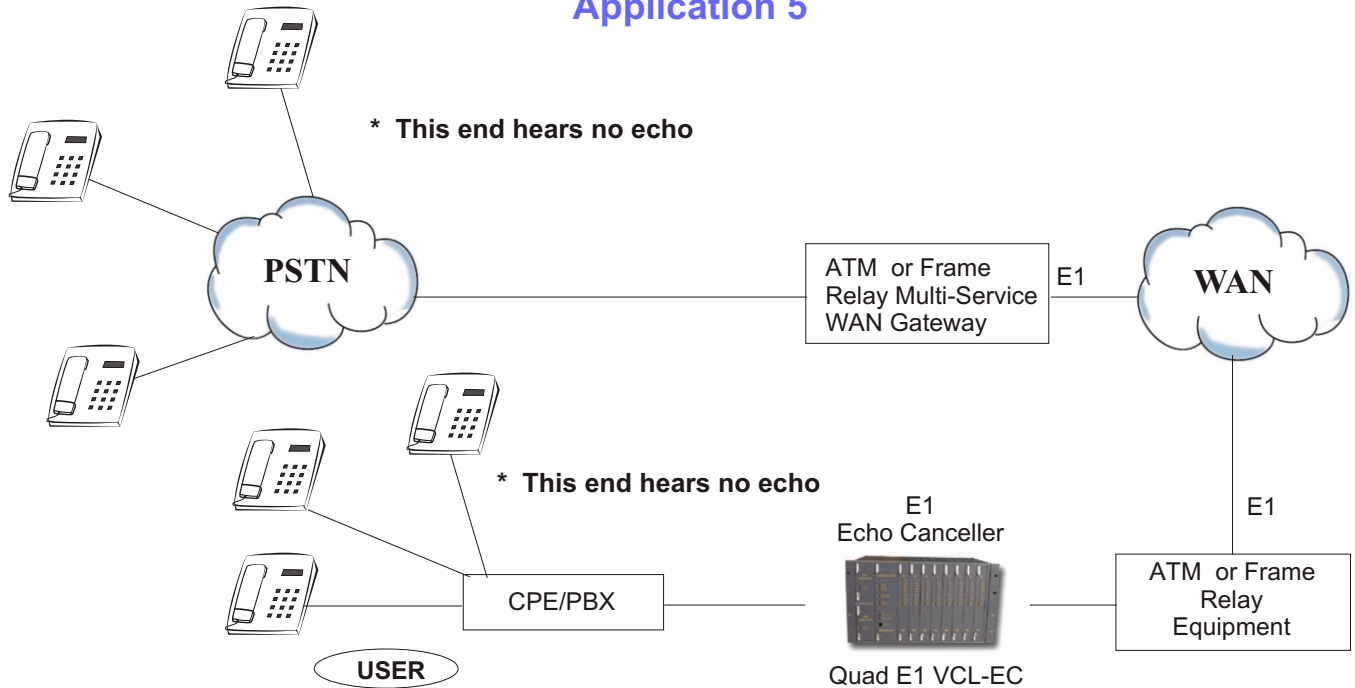 Application 5
* This end hears no echo
PSTN
ATM or Frame
Relay Multi-Service
WAN Gateway
E1
WAN
* This end hears no echo
E1
Echo Canceller
E1
CPE/PBX
ATM or Frame
Relay
Equipment
USER
Quad E1 VCL-EC